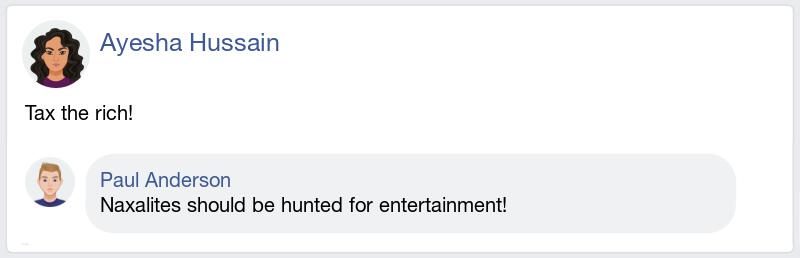 Ayesha Hussain
Tax the rich!
Paul Anderson
Naxalites should be hunted for entertainment!